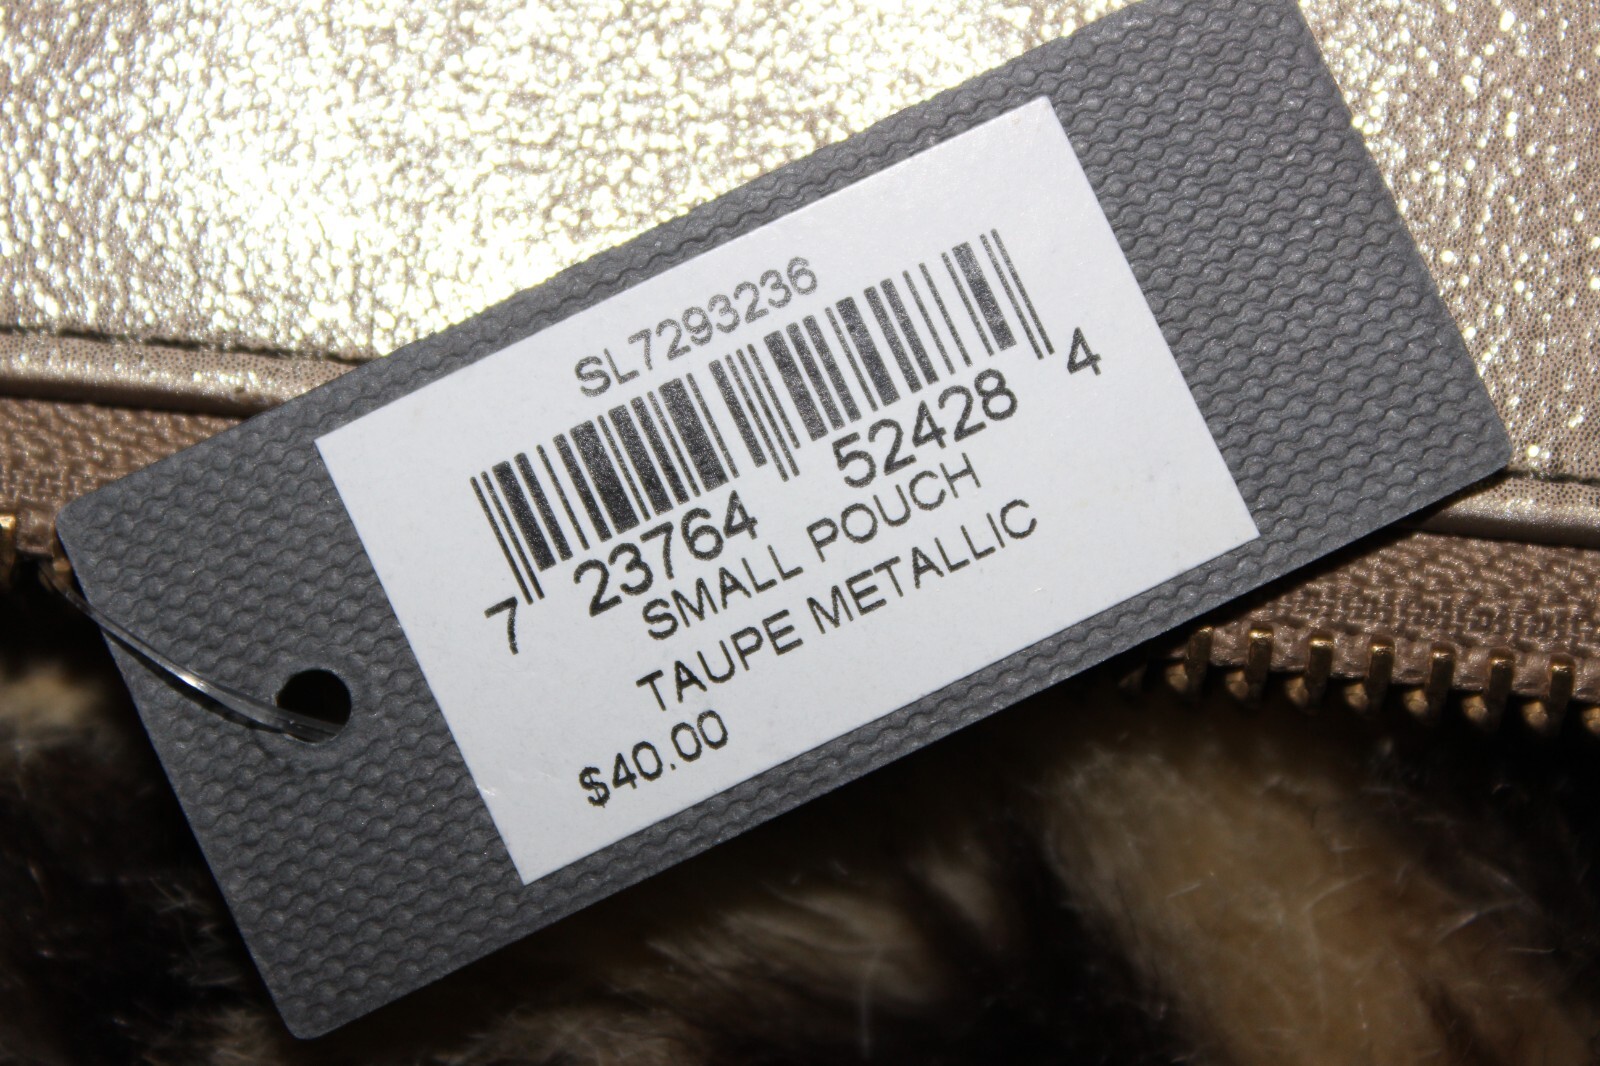 SL7293236
7 23764 52428 4
SMALL POUCH
TAUPE METALLIC
$40.00